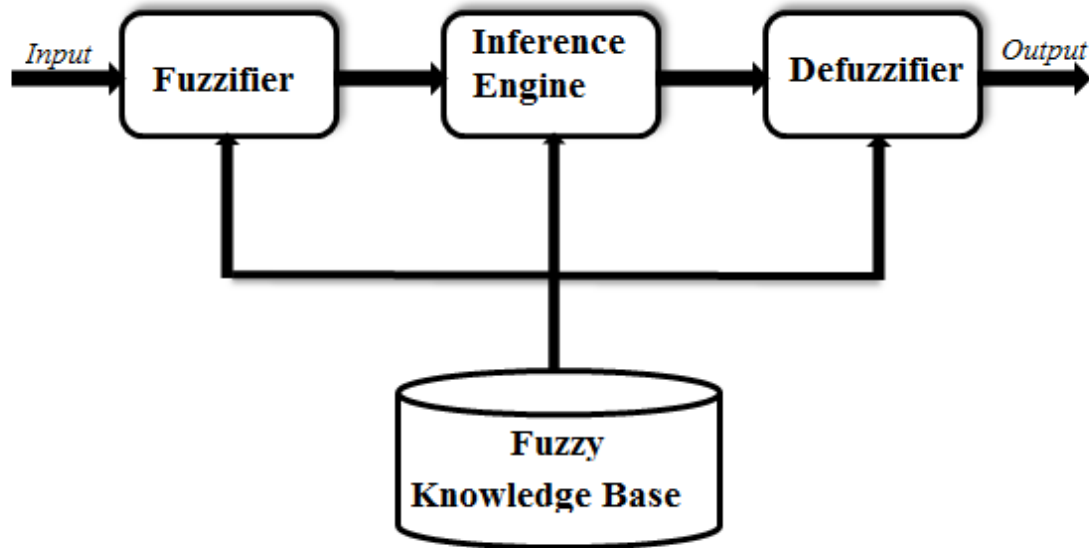 Input
Fuzzifier
Inference
Engine
Defuzzifier
Output
Fuzzy
Knowledge Base